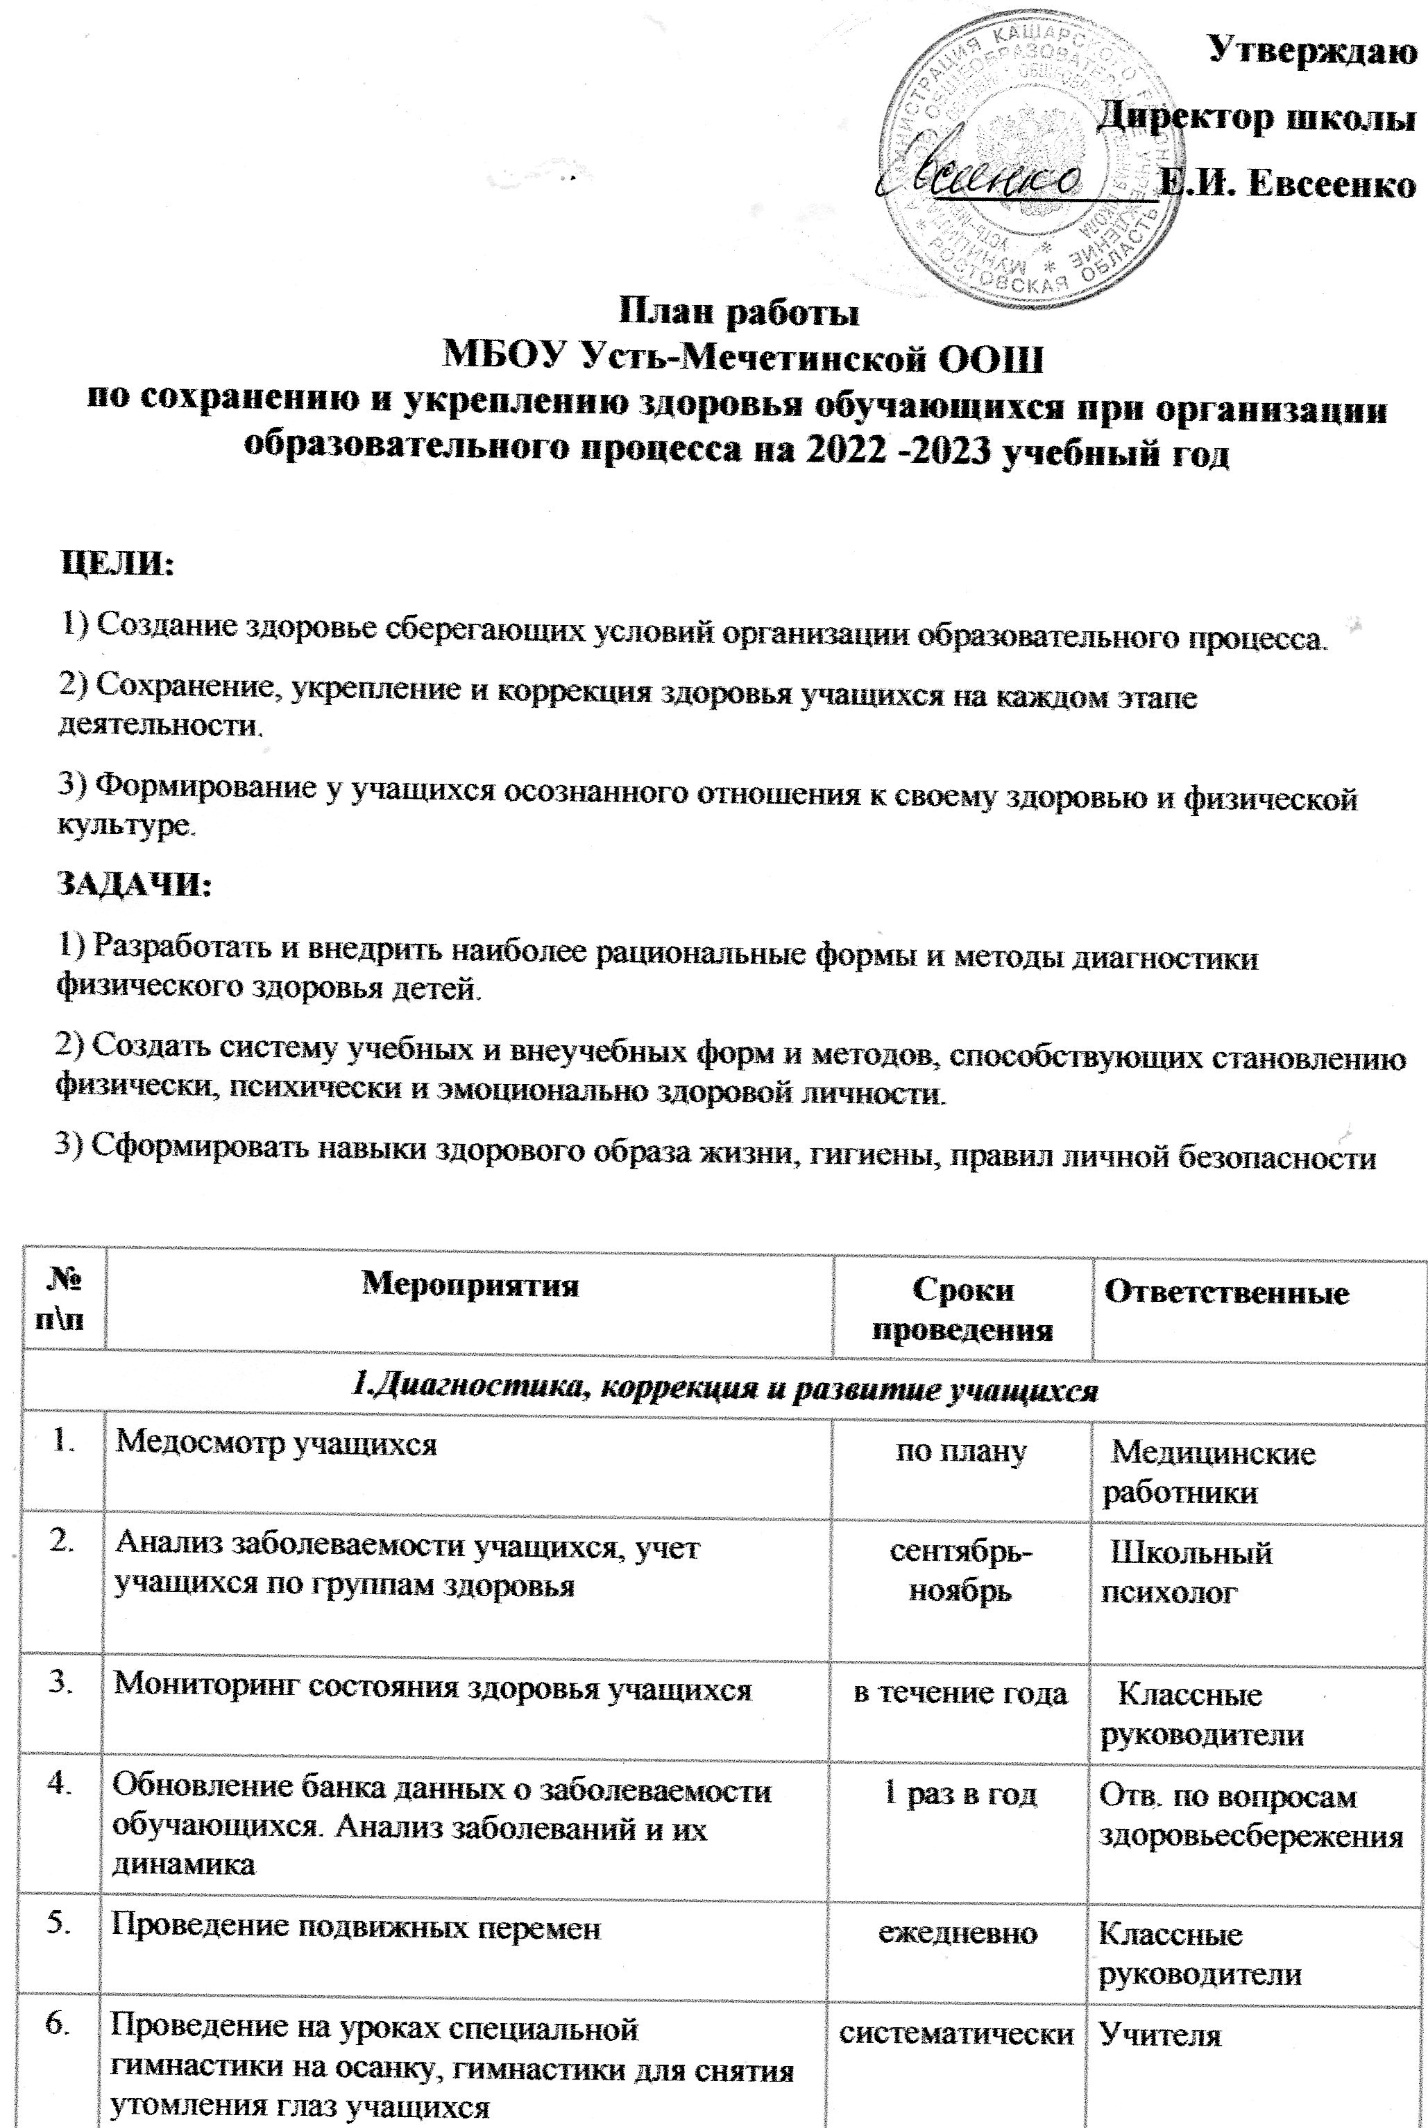 Утверждаю
Директор школы
Евсеенко Е.И. Евсеенко
АДМИНИСТРАЦИЯ КАШАРСКОГО РАЙОНА
РОСТОВСКАЯ ОБЛАСТЬ
План работы
МБОУ Усть-Мечетинской ООШ
по сохранению и укреплению здоровья обучающихся при организации
образовательного процесса на 2022 -2023 учебный год
ЦЕЛИ:
1) Создание здоровье сберегающих условий организации образовательного процесса.
2) Сохранение, укрепление и коррекция здоровья учащихся на каждом этапе
деятельности.
3) Формирование у учащихся осознанного отношения к своему здоровью и физической
культуре.
ЗАДАЧИ:
1) Разработать и внедрить наиболее рациональные формы и методы диагностики
физического здоровья детей.
2) Создать систему учебных и внеучебных форм и методов, способствующих становлению
физически, психически и эмоционально здоровой личности.
3) Сформировать навыки здорового образа жизни, гигиены, правил личной безопасности
№ Мероприятия Сроки Ответственные
п\п проведения
1.Диагностика, коррекция и развитие учащихся
1. Медосмотр учащихся по плану Медицинские
работники
2. Анализ заболеваемости учащихся, учет сентябрь- Школьный
учащихся по группам здоровья ноябрь психолог
3. Мониторинг состояния здоровья учащихся в течение года Классные
руководители
4. Обновление банка данных о заболеваемости 1 раз в год Отв. по вопросам
обучающихся. Анализ заболеваний и их здоровьесбережения
динамика
5. Проведение подвижных перемен ежедневно Классные
руководители
6. Проведение на уроках специальной систематически Учителя
гимнастики на осанку, гимнастики для снятия
утомления глаз учащихся